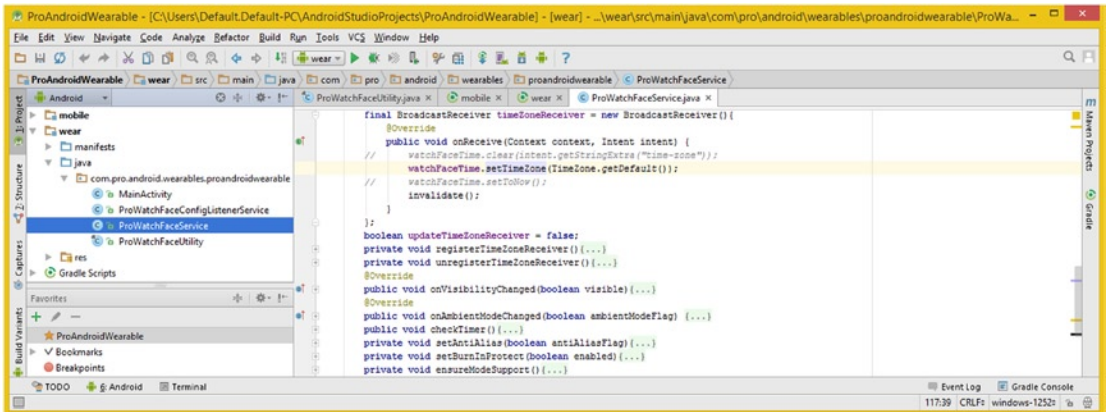 ProAndroidWearable - [C:\Users\Default.Default-PC\AndroidStudioProjects\ProAndroidWearable] - [wear] - ...\wear\src\main\java\com\pro\android\wearables\proandroidwearable\ProWa...
File Edit View Navigate Code Analyze Refactor Build Run Tools VCS Window Help
wear
ProAndroidWearable wear src main java com pro android wearables proandroidwearable ProWatchFaceService
Android
ProWatchFaceUtility.java mobile wear ProWatchFaceService.java
1: Project
Z: Structure
Captures
Build Variants
mobile
wear
manifests
java
com.pro.android.wearables.proandroidwearable
MainActivity
ProWatchFaceConfigListenerService
ProWatchFaceService
ProWatchFaceUtility
res
Gradle Scripts
Favorites
ProAndroidWearable
Bookmarks
Breakpoints
final BroadcastReceiver timeZoneReceiver = new BroadcastReceiver(){
@Override
public void onReceive(Context context, Intent intent) {
// watchFaceTime.clear(intent.getStringExtra("time-zone"));
watchFaceTime.setTimeZone(TimeZone.getDefault());
// watchFaceTime.setToNow();
invalidate();
}
};
boolean updateTimeZoneReceiver = false;
private void registerTimeZoneReceiver(){...}
private void unregisterTimeZoneReceiver(){...}
@Override
public void onVisibilityChanged(boolean visible){...}
@Override
public void onAmbientModeChanged(boolean ambientModeFlag) {...}
public void checkTimer(){...}
private void setAntiAlias(boolean antiAliasFlag){...}
private void setBurnInProtect(boolean enabled){...}
private void ensureModeSupport(){...}
Maven Projects
Gradle
TODO 6: Android Terminal Event Log Gradle Console
117:39 CRLF windows-1252